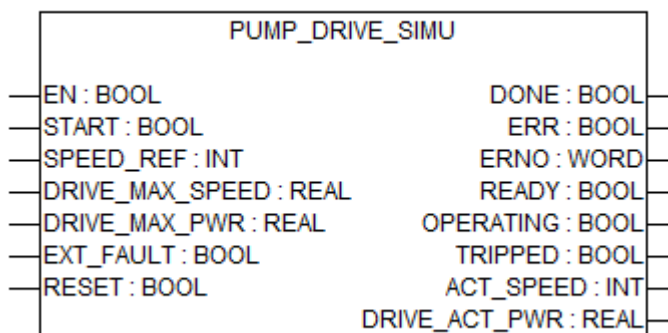 PUMP_DRIVE_SIMU
EN : BOOL DONE : BOOL
START : BOOL ERR : BOOL
SPEED_REF : INT ERNO : WORD
DRIVE_MAX_SPEED : REAL READY : BOOL
DRIVE_MAX_PWR : REAL OPERATING : BOOL
EXT_FAULT : BOOL TRIPPED : BOOL
RESET : BOOL ACT_SPEED : INT
DRIVE_ACT_PWR : REAL